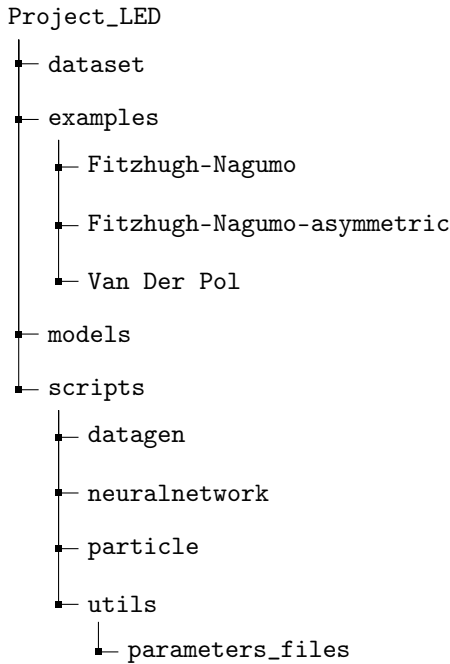 Project_LED
dataset
examples
Fitzhugh-Nagumo
Fitzhugh-Nagumo-asymmetric
Van Der Pol
models
scripts
datagen
neuralnetwork
particle
utils
parameters_files